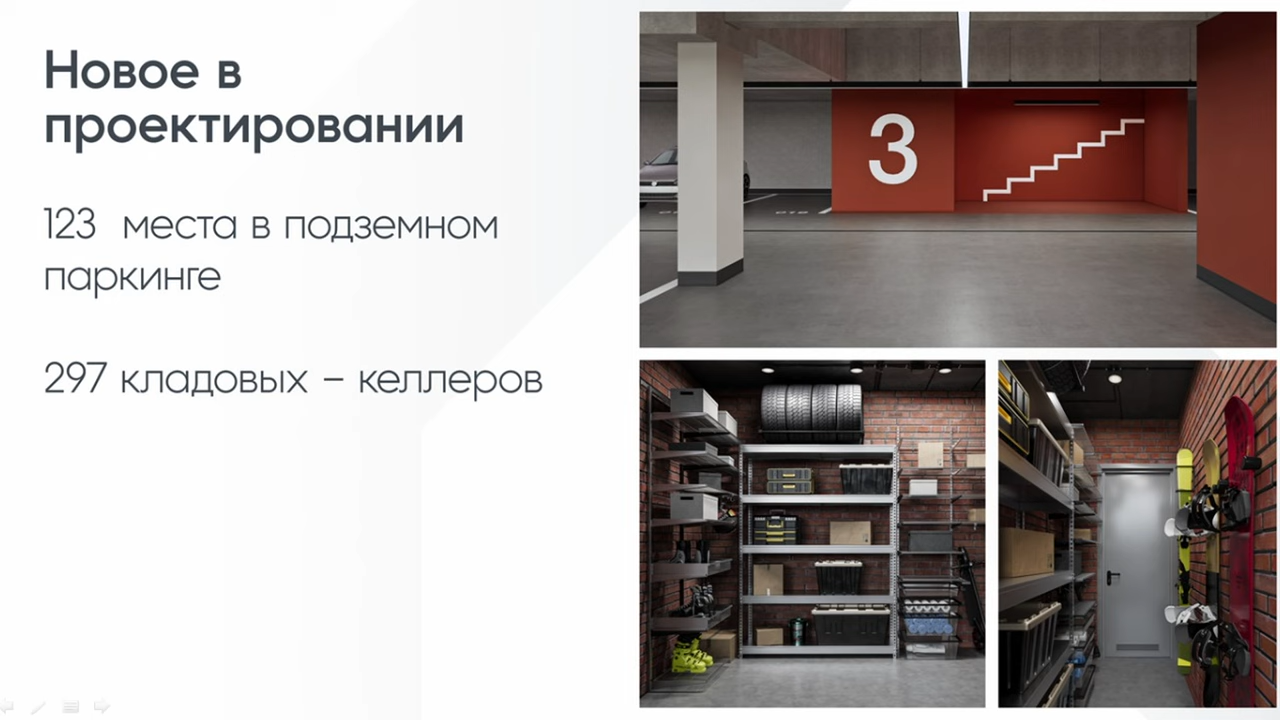 Новое в
проектировании
123 места в подземном
паркинге
297 кладовых – келлеров
3